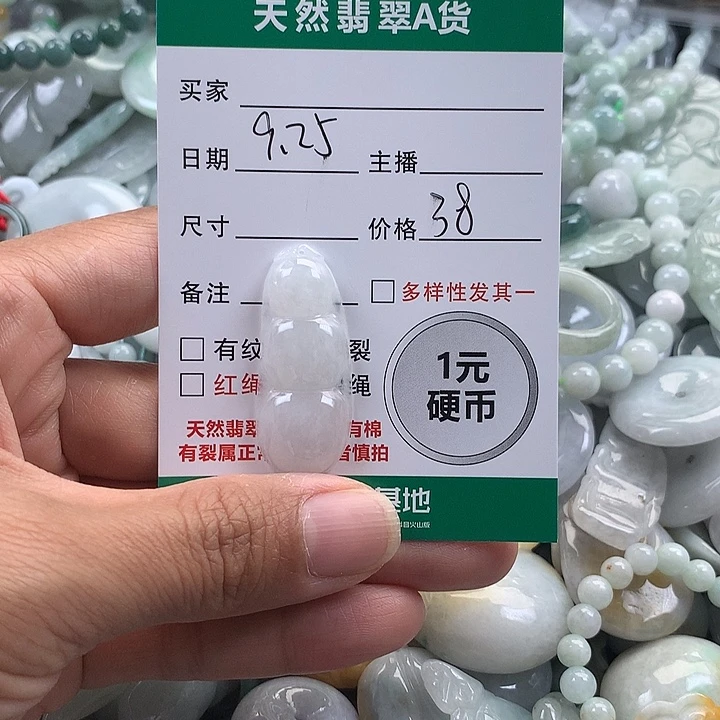 天然翡翠A货
买家
日期 9.25 主播
尺寸 价格 38
备注 多样性发其一
有纹 裂
红绳 绳
1元
硬币
天然翡翠 有棉
有裂属正常 者慎拍
基地